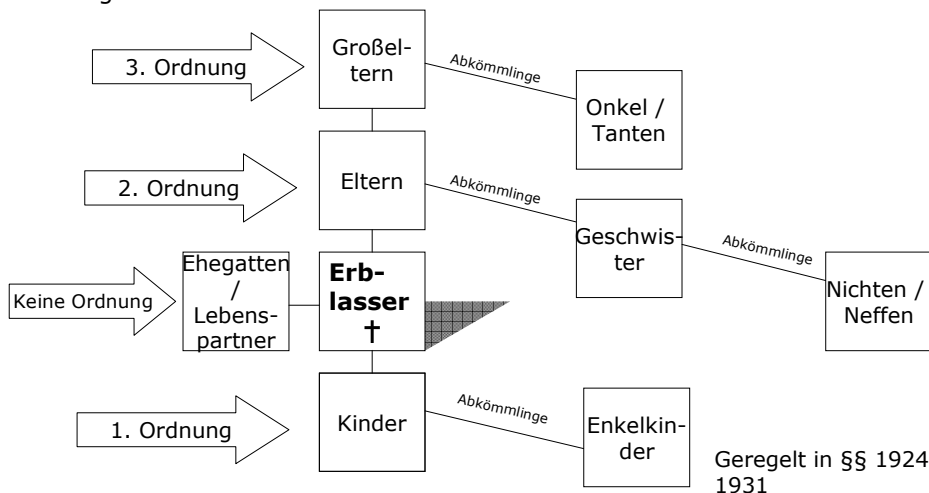 3. Ordnung
Großel-
tern
Abkömmlinge
Onkel /
Tanten
2. Ordnung
Eltern
Abkömmlinge
Geschwis-
ter
Abkömmlinge
Nichten /
Neffen
Keine Ordnung
Ehegatten
/
Lebens-
partner
Erb-
lasser
†
1. Ordnung
Kinder
Abkömmlinge
Enkelkin-
der
Geregelt in §§ 1924
1931